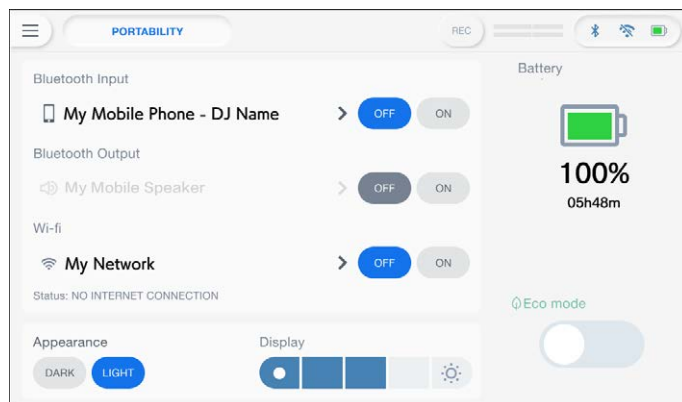 PORTABILITY
REC
Bluetooth Input
My Mobile Phone - DJ Name
OFF ON
Bluetooth Output
My Mobile Speaker
OFF ON
Wi-fi
My Network
OFF ON
Status: NO INTERNET CONNECTION
Appearance
DARK LIGHT
Display
Battery
100%
05h48m
Eco mode